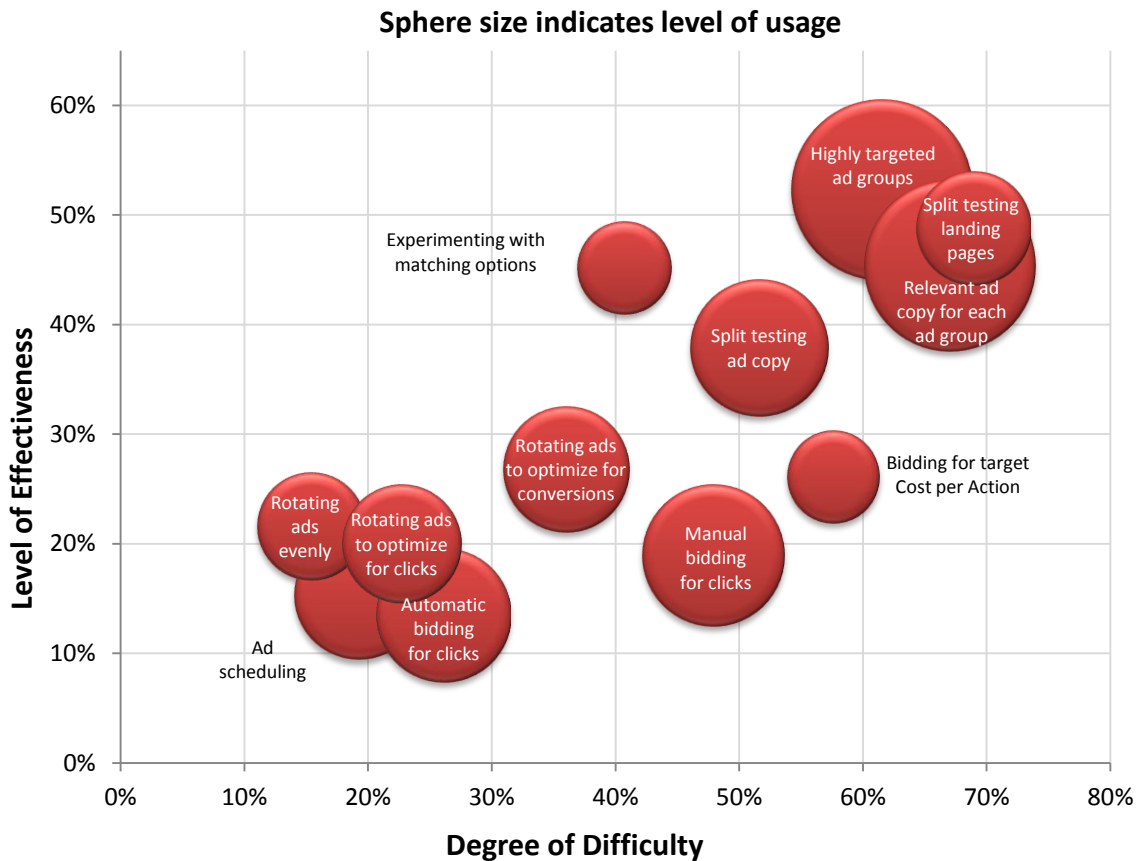 Sphere size indicates level of usage
Level of Effectiveness
60%
50%
40%
30%
20%
10%
0%
Highly targeted
ad groups
Split testing
landing
pages
Relevant ad
copy for each
ad group
Experimenting with
matching options
Split testing
ad copy
Rotating ads
to optimize for
conversions
Bidding for target
Cost per Action
Rotating
ads
evenly
Rotating ads
to optimize
for clicks
Manual
bidding
for clicks
Automatic
bidding
for clicks
Ad
scheduling
0%
10%
20%
30%
40%
50%
60%
70%
80%
Degree of Difficulty